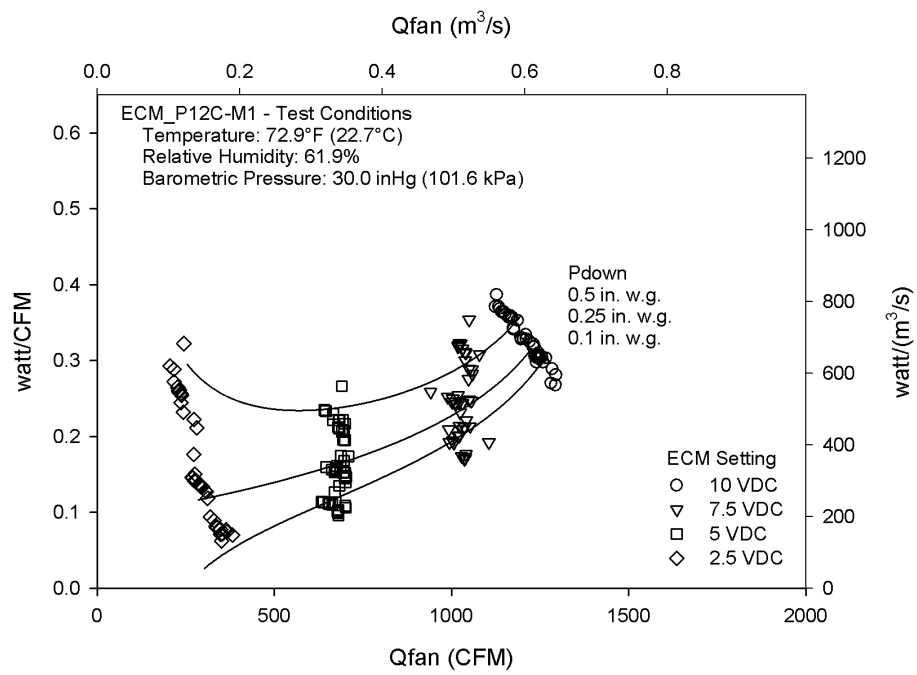 Qfan (m³/s)
0.0 0.2 0.4 0.6 0.8
ECM_P12C-M1 - Test Conditions
Temperature: 72.9°F (22.7°C)
Relative Humidity: 61.9%
Barometric Pressure: 30.0 inHg (101.6 kPa)
0.6
0.5
0.4
0.3
0.2
0.1
0.0
watt/CFM
1200
1000
800
600
400
200
0
watt/(m³/s)
Pdown
0.5 in. w.g.
0.25 in. w.g.
0.1 in. w.g.
ECM Setting
10 VDC
7.5 VDC
5 VDC
2.5 VDC
0 500 1000 1500 2000
Qfan (CFM)